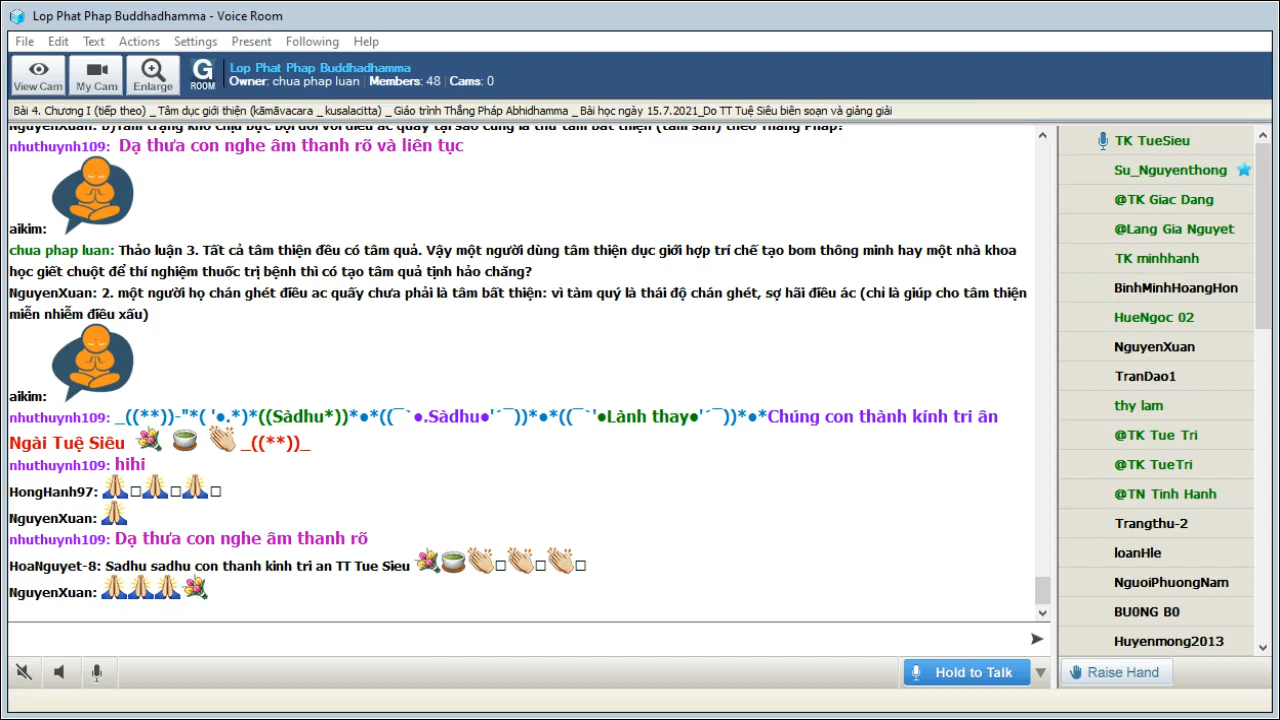 Lop Phat Phap Buddhadhamma - Voice Room
File Edit Text Actions Settings Present Following Help
View Cam My Cam Enlarge G ROOM
Lop Phat Phap Buddhadhamma
Owner: chua phap luan | Members: 48 | Cams: 0
Bài 4. Chương I (tiếp theo) _ Tâm dục giới thiện (kāmāvacara _ kusalacitta) _ Giáo trình Thắng Pháp Abhidhamma _ Bài học ngày 15.7.2021_Do TT Tuệ Siêu biên soạn và giảng giải
nhuthuynh109: Dạ thưa con nghe âm thanh rõ và liên tục
aikim:
chua phap luan: Thảo luận 3. Tất cả tâm thiện đều có tâm quả. Vậy một người dùng tâm thiện dục giới hợp trí chế tạo bom thông minh hay một nhà khoa
học giết chuột để thí nghiệm thuốc trị bệnh thì có tạo tâm quả tịnh hảo chăng?
NguyenXuan: 2. một người họ chán ghét điều ac quấy chưa phải là tâm bất thiện: vì tàm quý là thái độ chán ghét, sợ hãi điều ác (chỉ là giúp cho tâm thiện
miễn nhiễm điều xấu)
aikim:
nhuthuynh109: _((**))-"*( '●.*)*((Sàdhu*))*●*((¯`●.Sàdhu●'´¯))*●*((¯`'●Lành thay●'´¯))*●*Chúng con thành kính tri ân
Ngài Tuệ Siêu 💐 🍵 👏 _((**))_
nhuthuynh109: hihi
HongHanh97: 🙏□🙏□🙏□
NguyenXuan: 🙏
nhuthuynh109: Dạ thưa con nghe âm thanh rõ
HoaNguyet-8: Sadhu sadhu con thanh kinh tri an TT Tue Sieu 💐🍵👏□👏□👏□
NguyenXuan: 🙏🙏🙏💐
Hold to Talk
TK TueSieu
Su_Nguyenthong
@TK Giac Dang
@Lang Gia Nguyet
TK minhhanh
BinhMinhHoangHon
HueNgoc 02
NguyenXuan
TranDao1
thy lam
@TK Tue Tri
@TK TueTri
@TN Tinh Hanh
Trangthu-2
loanHle
NguoiPhuongNam
BU0NG B0
Huyenmong2013
Raise Hand